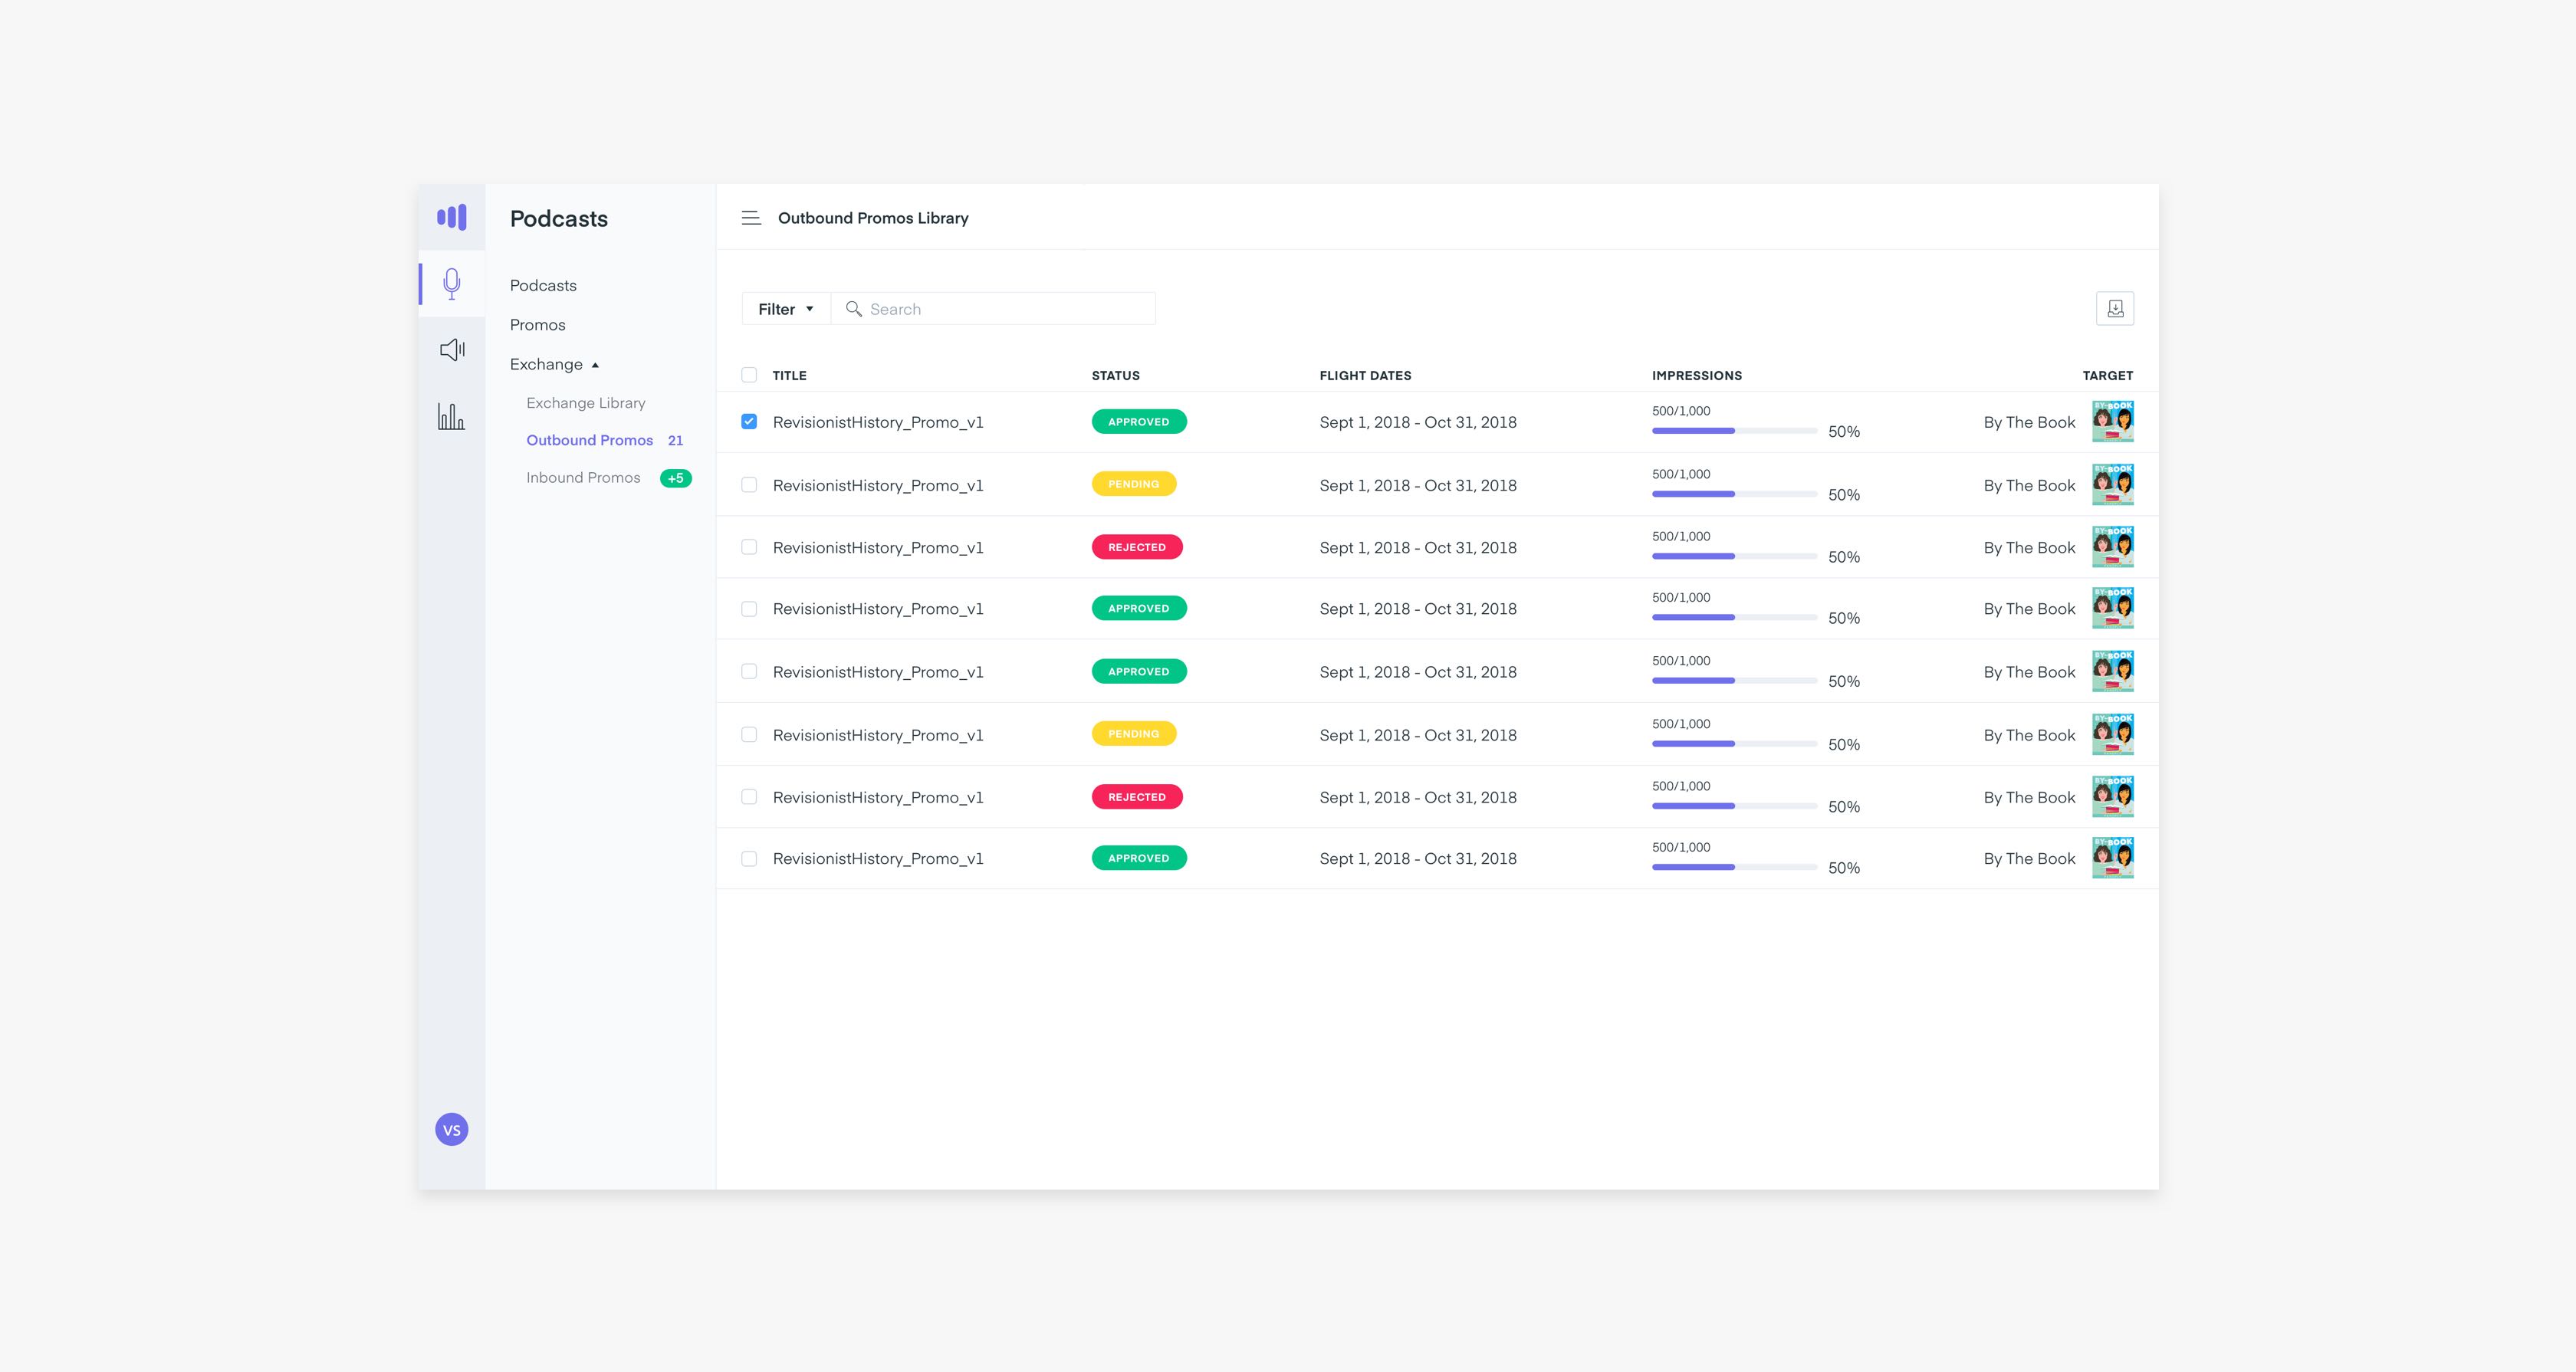 Podcasts
Outbound Promos Library
Podcasts
Promos
Exchange
Exchange Library
Outbound Promos 21
Inbound Promos +5
Filter Search
TITLE STATUS FLIGHT DATES IMPRESSIONS TARGET
RevisionistHistory_Promo_v1 APPROVED Sept 1, 2018 - Oct 31, 2018 500/1,000 50% By The Book
RevisionistHistory_Promo_v1 PENDING Sept 1, 2018 - Oct 31, 2018 500/1,000 50% By The Book
RevisionistHistory_Promo_v1 REJECTED Sept 1, 2018 - Oct 31, 2018 500/1,000 50% By The Book
RevisionistHistory_Promo_v1 APPROVED Sept 1, 2018 - Oct 31, 2018 500/1,000 50% By The Book
RevisionistHistory_Promo_v1 APPROVED Sept 1, 2018 - Oct 31, 2018 500/1,000 50% By The Book
RevisionistHistory_Promo_v1 PENDING Sept 1, 2018 - Oct 31, 2018 500/1,000 50% By The Book
RevisionistHistory_Promo_v1 REJECTED Sept 1, 2018 - Oct 31, 2018 500/1,000 50% By The Book
RevisionistHistory_Promo_v1 APPROVED Sept 1, 2018 - Oct 31, 2018 500/1,000 50% By The Book
VS